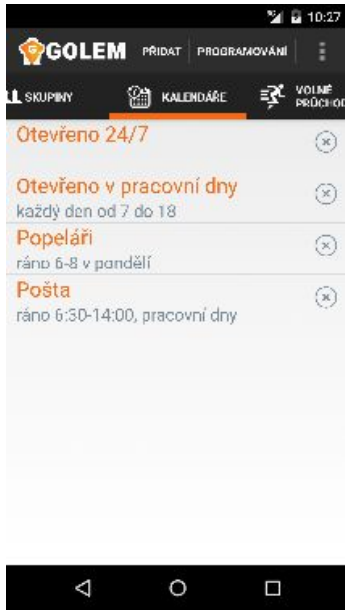 10:27
GOLEM PŘIDAT PROGRAMOVÁNÍ
SKUPINY KALENDÁŘE VOLNÉ
PRŮCHOD
Otevřeno 24/7
Otevřeno v pracovní dny
každý den od 7 do 18
Popeláři
ráno 6-8 v pondělí
Pošta
ráno 6:30-14:00, pracovní dny